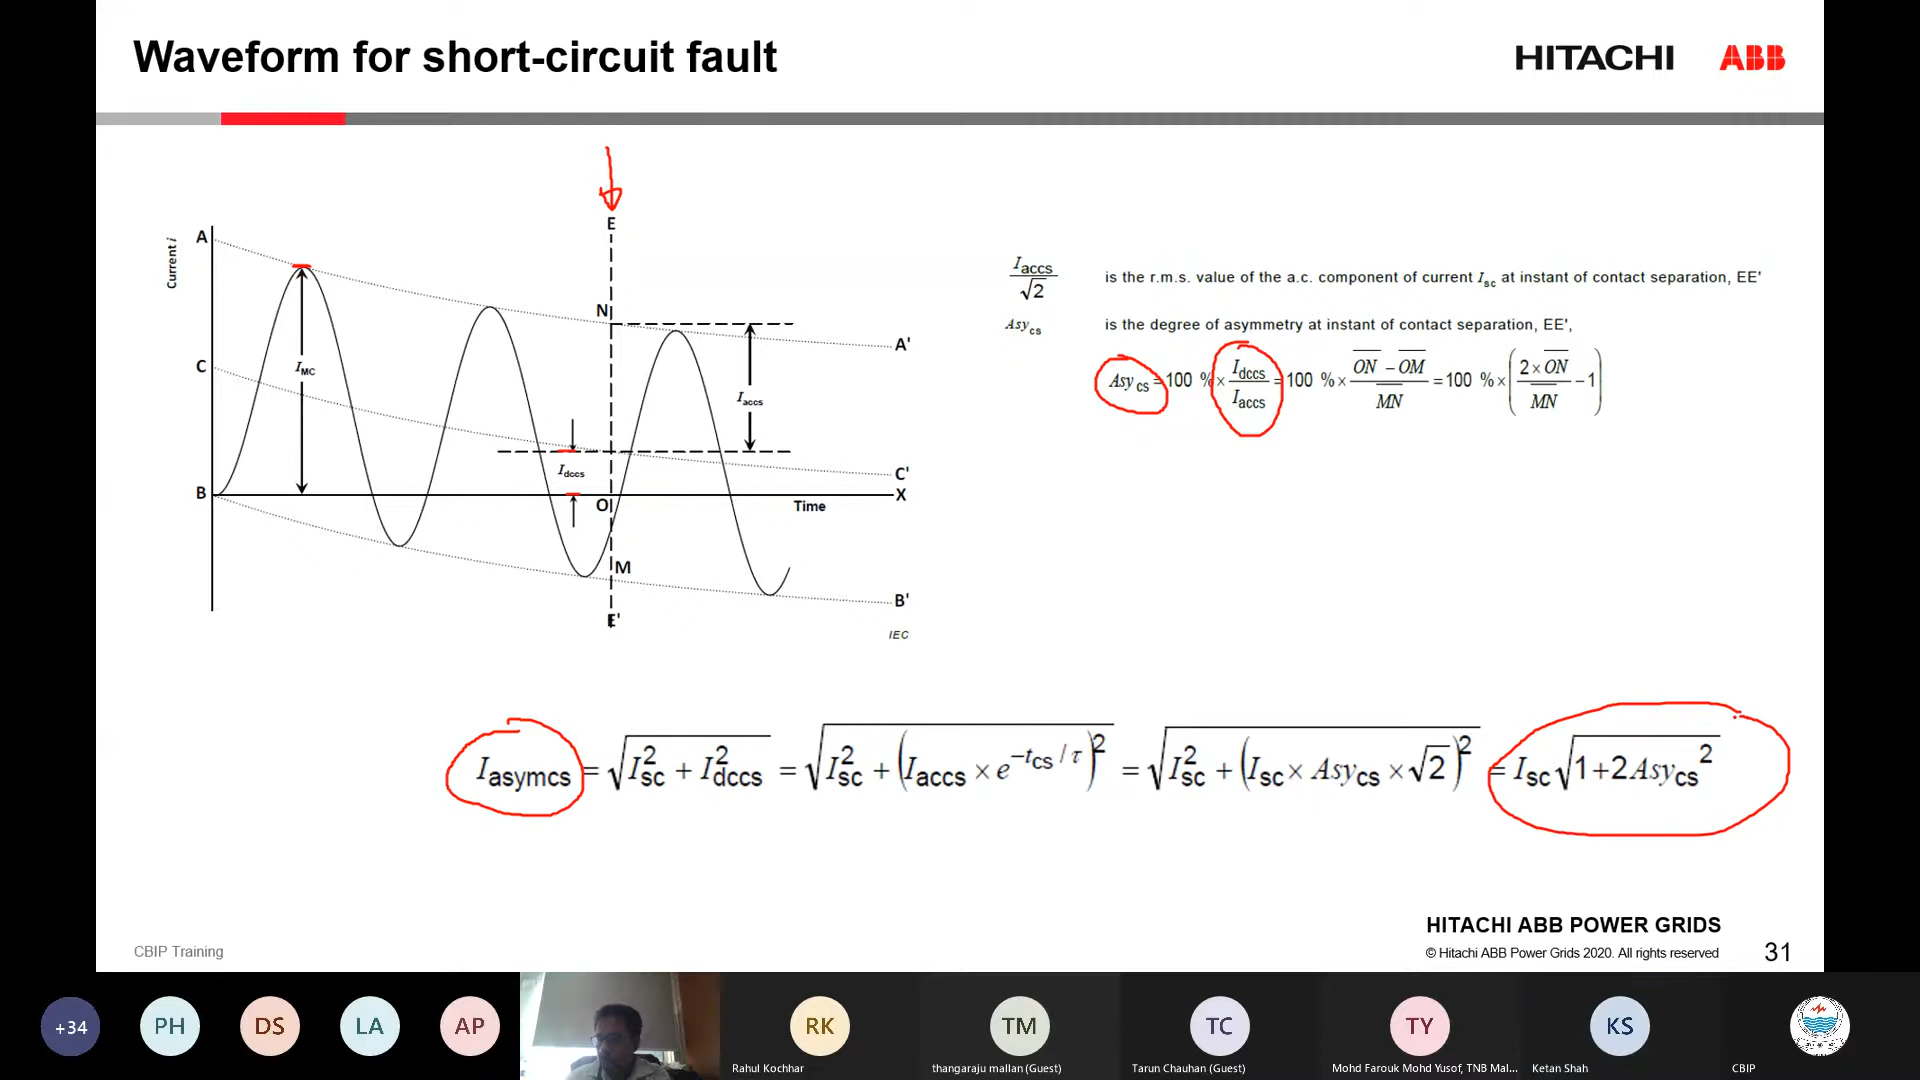 Waveform for short-circuit fault
HITACHI ABB
E
A
Current i
N
A'
C
I_MC
I_accs
I_dccs
C'
B
X
O
Time
M
B'
E'
IEC
I_accs/√2 is the r.m.s. value of the a.c. component of current I_sc at instant of contact separation, EE'
Asy_cs is the degree of asymmetry at instant of contact separation, EE',
Asy_cs = 100 % × I_dccs/I_accs = 100 % × (ON̅ − OM̅)/MN̅ = 100 % × (2 × ON̅/MN̅ − 1)
I_asymcs = √(I_sc² + I_dccs²) = √(I_sc² + (I_accs × e^(−t_cs/τ))²) = √(I_sc² + (I_sc × Asy_cs × √2)²) = I_sc √(1+2Asy_cs²)
HITACHI ABB POWER GRIDS
CBIP Training
© Hitachi ABB Power Grids 2020. All rights reserved
31
+34
PH
DS
LA
AP
RK
TM
TC
TY
KS
Rahul Kochhar
thangaraju mallan (Guest)
Tarun Chauhan (Guest)
Mohd Farouk Mohd Yusof, TNB Mal...
Ketan Shah
CBIP